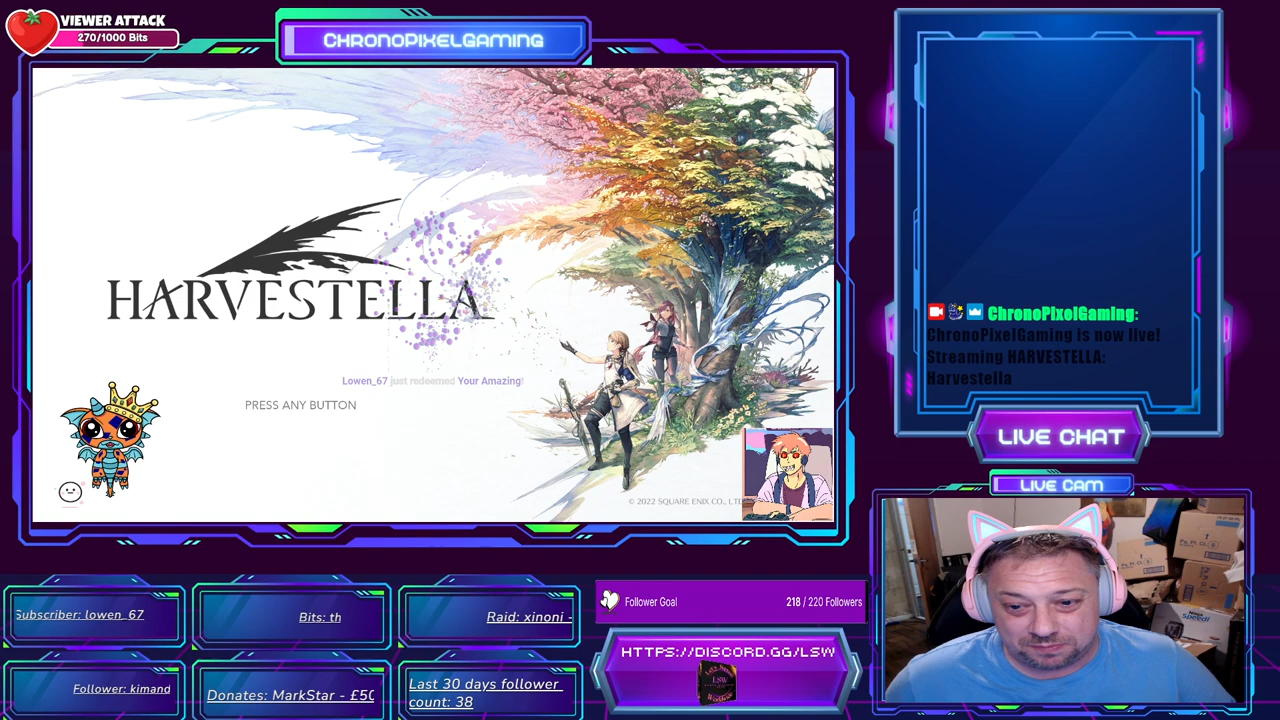 VIEWER ATTACK
270/1000 Bits
CHRONOPIXELGAMING
HARVESTELLA
Lowen_67 just redeemed Your Amazing!
PRESS ANY BUTTON
© 2022 SQUARE ENIX CO., LTD
ChronoPixelGaming:
ChronoPixelGaming is now live!
Streaming HARVESTELLA:
Harvestella
LIVE CHAT
LIVE CAM
Subscriber: lowen_67
Bits: th
Raid: xinoni -
Follower Goal
218 / 220 Followers
HTTPS://DISCORD.GG/LSW
LSW
Follower: kimand
Donates: MarkStar - £50
Last 30 days follower
count: 38